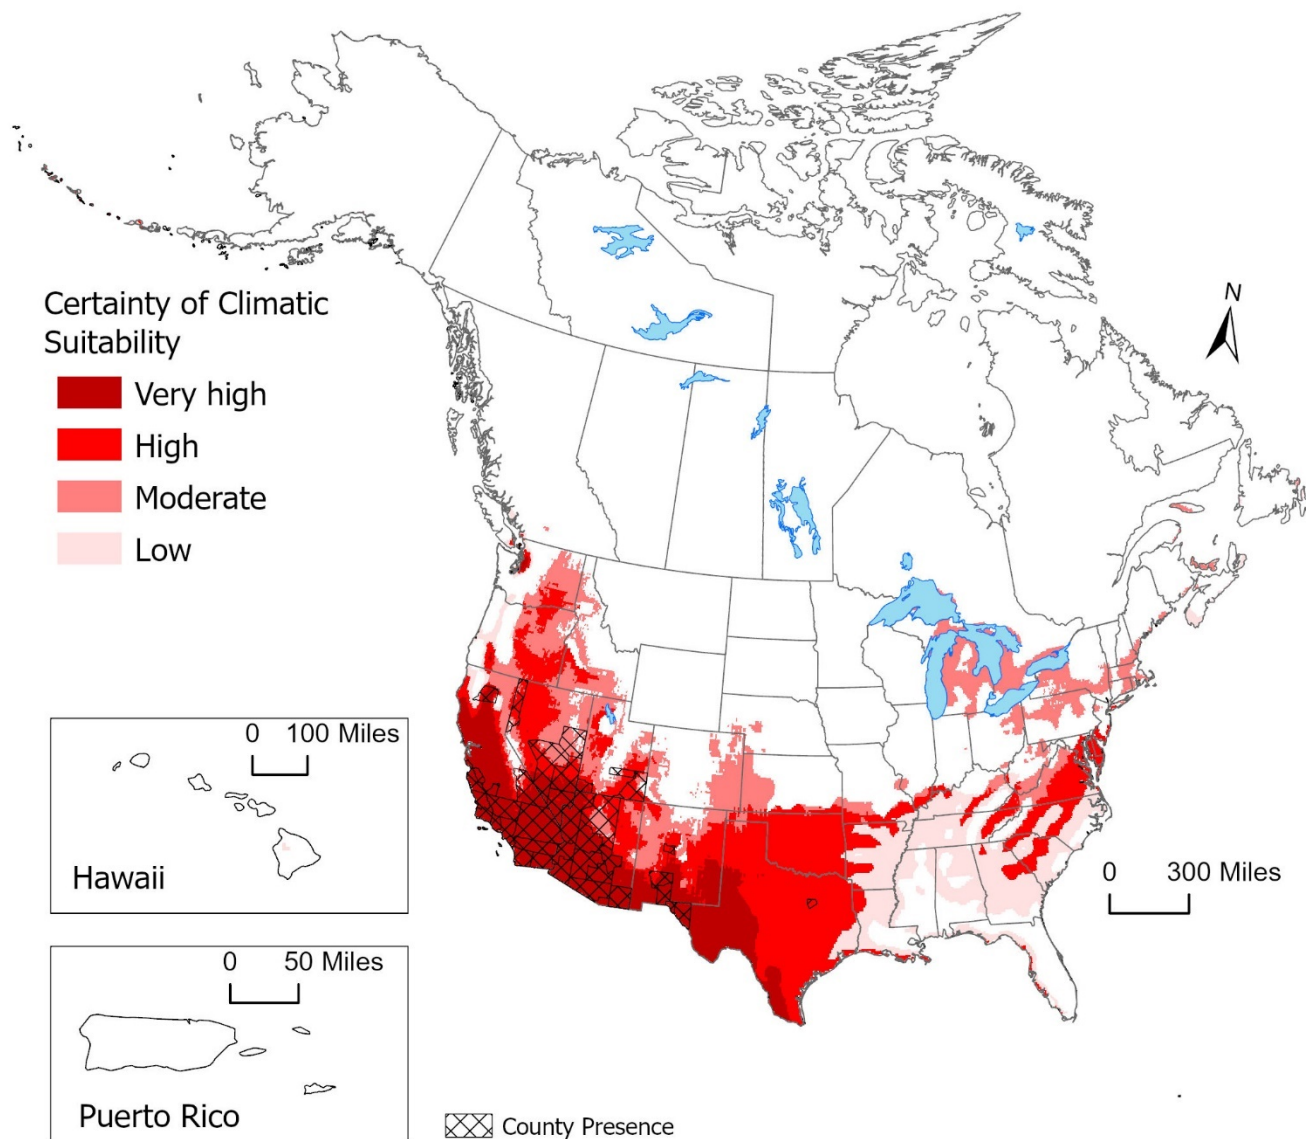 N
Certainty of Climatic
Suitability
Very high
High
Moderate
Low
0 100 Miles
Hawaii
0 300 Miles
0 50 Miles
Puerto Rico
County Presence